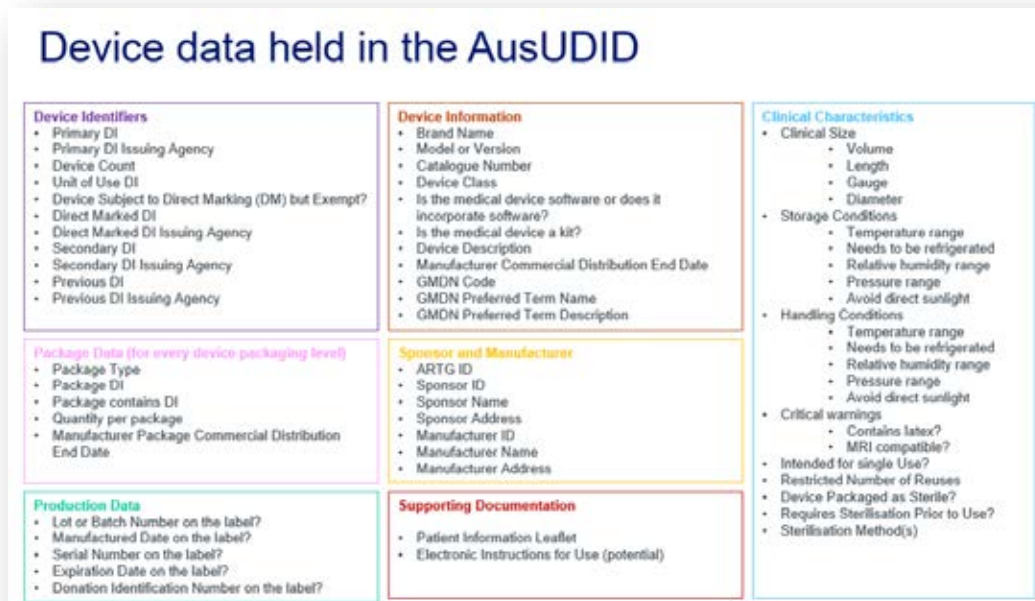 Device data held in the AusUDID
Device Identifiers
• Primary DI
• Primary DI Issuing Agency
• Device Count
• Unit of Use DI
• Device Subject to Direct Marking (DM) but Exempt?
• Direct Marked DI
• Direct Marked DI Issuing Agency
• Secondary DI
• Secondary DI Issuing Agency
• Previous DI
• Previous DI Issuing Agency
Package Data (for every device packaging level)
• Package Type
• Package DI
• Package contains DI
• Quantity per package
• Manufacturer Package Commercial Distribution
End Date
Production Data
• Lot or Batch Number on the label?
• Manufactured Date on the label?
• Serial Number on the label?
• Expiration Date on the label?
• Donation Identification Number on the label?
Device Information
• Brand Name
• Model or Version
• Catalogue Number
• Device Class
• Is the medical device software or does it
incorporate software?
• Is the medical device a kit?
• Device Description
• Manufacturer Commercial Distribution End Date
• GMDN Code
• GMDN Preferred Term Name
• GMDN Preferred Term Description
Sponsor and Manufacturer
• ARTG ID
• Sponsor ID
• Sponsor Name
• Sponsor Address
• Manufacturer ID
• Manufacturer Name
• Manufacturer Address
Supporting Documentation
• Patient Information Leaflet
• Electronic Instructions for Use (potential)
Clinical Characteristics
• Clinical Size
• Volume
• Length
• Gauge
• Diameter
• Storage Conditions
• Temperature range
• Needs to be refrigerated
• Relative humidity range
• Pressure range
• Avoid direct sunlight
• Handling Conditions
• Temperature range
• Needs to be refrigerated
• Relative humidity range
• Pressure range
• Avoid direct sunlight
• Critical warnings
• Contains latex?
• MRI compatible?
• Intended for single Use?
• Restricted Number of Reuses
• Device Packaged as Sterile?
• Requires Sterilisation Prior to Use?
• Sterilisation Method(s)